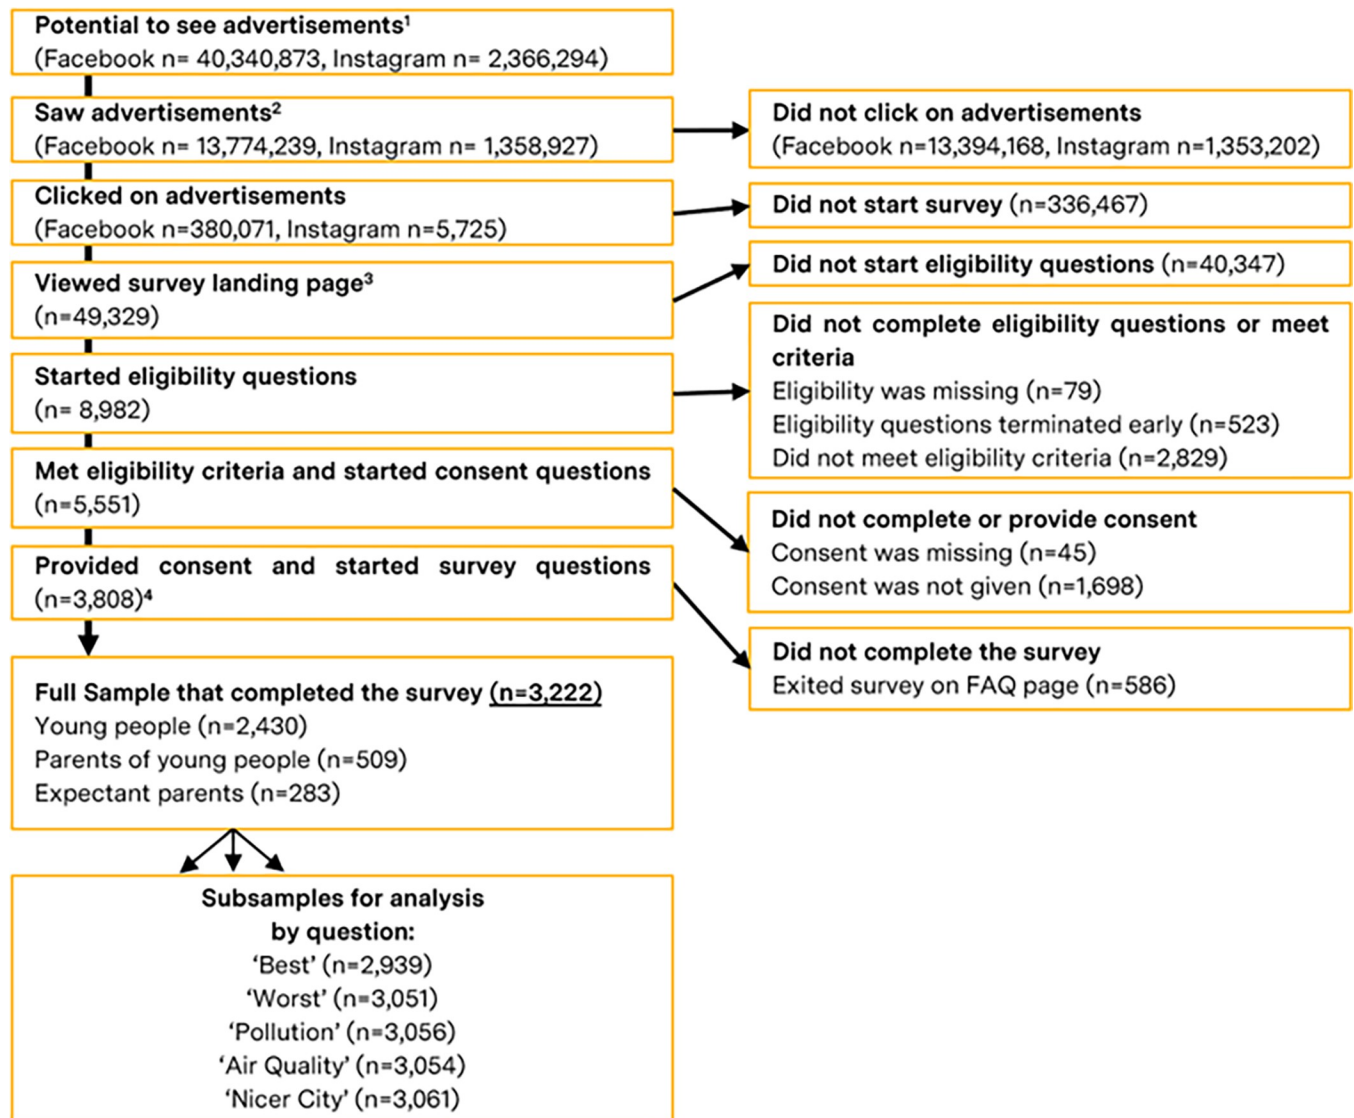 Potential to see advertisements¹
(Facebook n= 40,340,873, Instagram n= 2,366,294)
Saw advertisements²
(Facebook n= 13,774,239, Instagram n= 1,358,927)
Did not click on advertisements
(Facebook n=13,394,168, Instagram n=1,353,202)
Clicked on advertisements
(Facebook n=380,071, Instagram n=5,725)
Did not start survey (n=336,467)
Viewed survey landing page³
(n=49,329)
Did not start eligibility questions (n=40,347)
Started eligibility questions
(n= 8,982)
Did not complete eligibility questions or meet
criteria
Eligibility was missing (n=79)
Eligibility questions terminated early (n=523)
Did not meet eligibility criteria (n=2,829)
Met eligibility criteria and started consent questions
(n=5,551)
Did not complete or provide consent
Consent was missing (n=45)
Consent was not given (n=1,698)
Provided consent and started survey questions
(n=3,808)⁴
Did not complete the survey
Exited survey on FAQ page (n=586)
Full Sample that completed the survey (n=3,222)
Young people (n=2,430)
Parents of young people (n=509)
Expectant parents (n=283)
Subsamples for analysis
by question:
‘Best’ (n=2,939)
‘Worst’ (n=3,051)
‘Pollution’ (n=3,056)
‘Air Quality’ (n=3,054)
‘Nicer City’ (n=3,061)